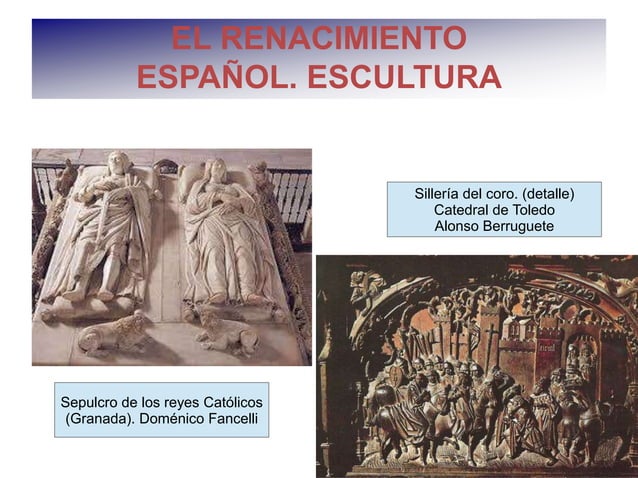 EL RENACIMIENTO
ESPAÑOL. ESCULTURA
Sillería del coro. (detalle)
Catedral de Toledo
Alonso Berruguete
Sepulcro de los reyes Católicos
(Granada). Doménico Fancelli